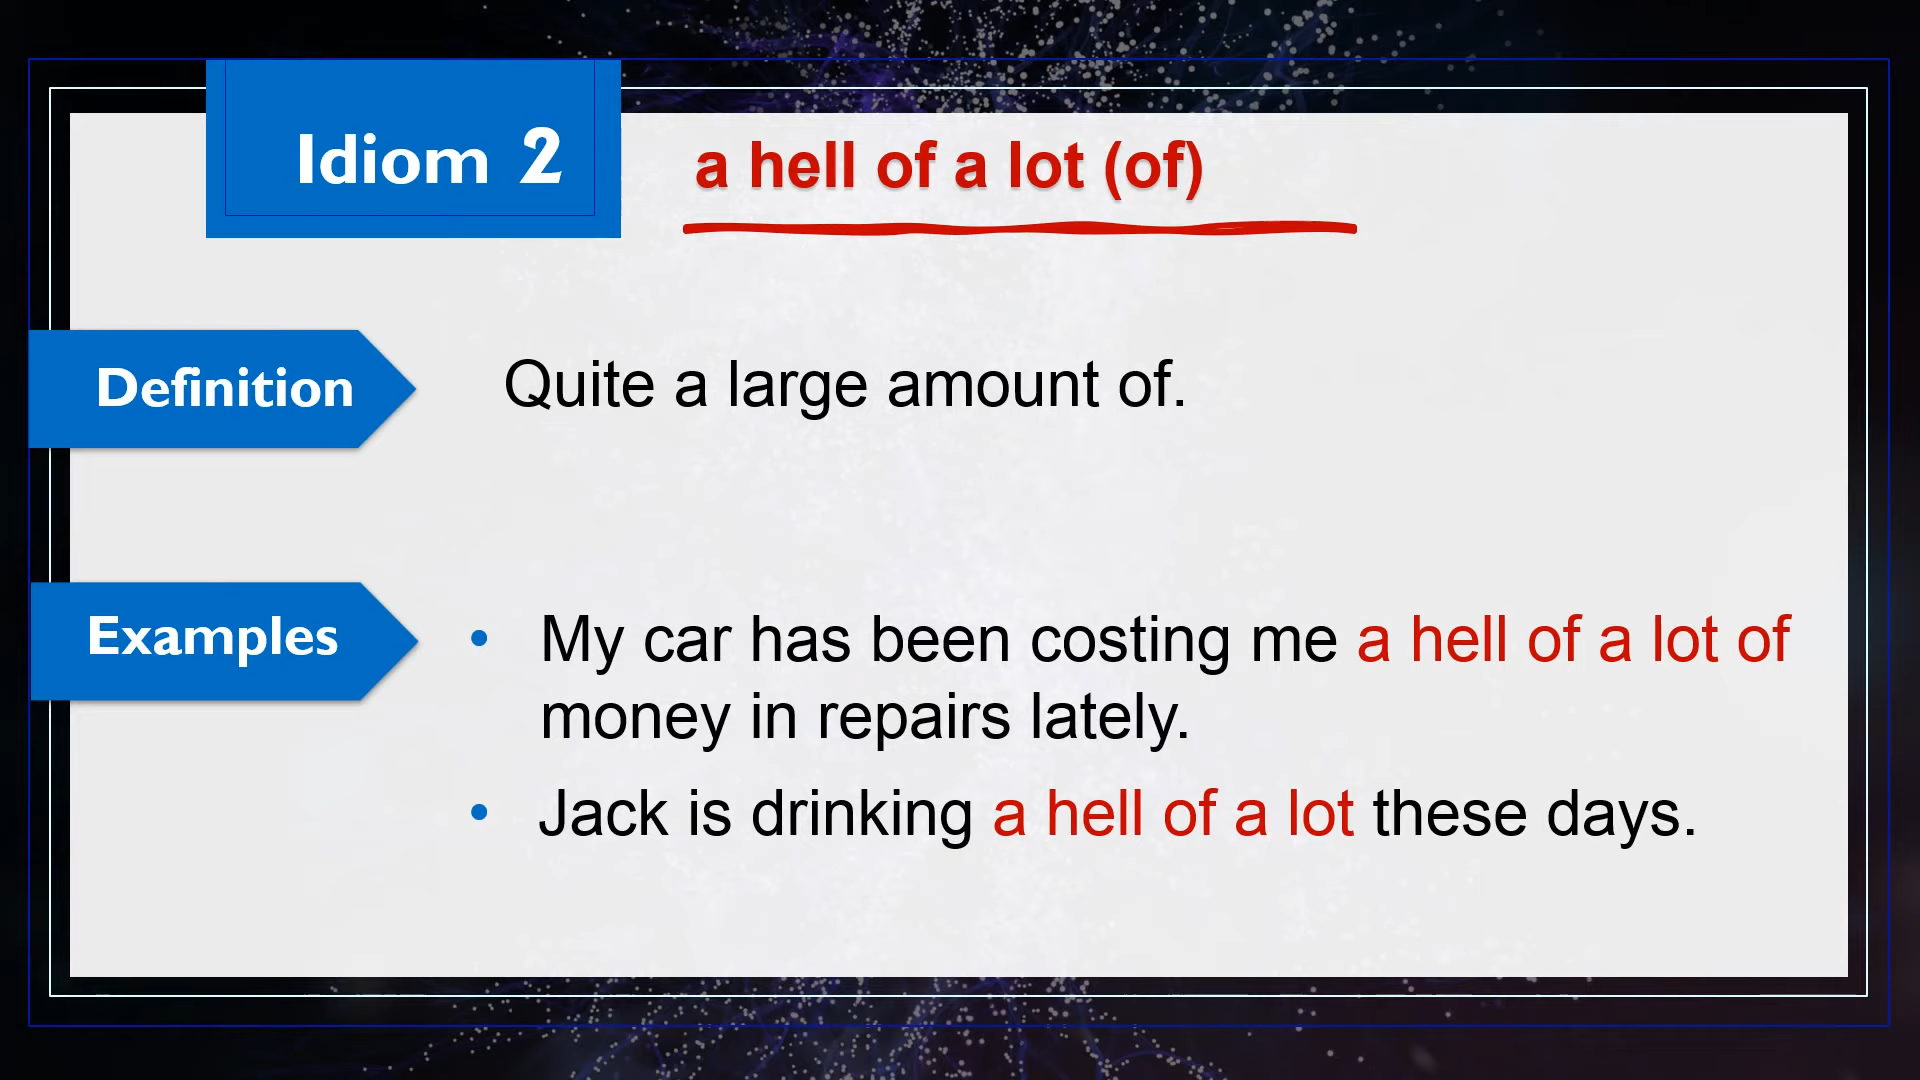 Idiom 2
a hell of a lot (of)
Definition
Quite a large amount of.
Examples
• My car has been costing me a hell of a lot of
money in repairs lately.
• Jack is drinking a hell of a lot these days.